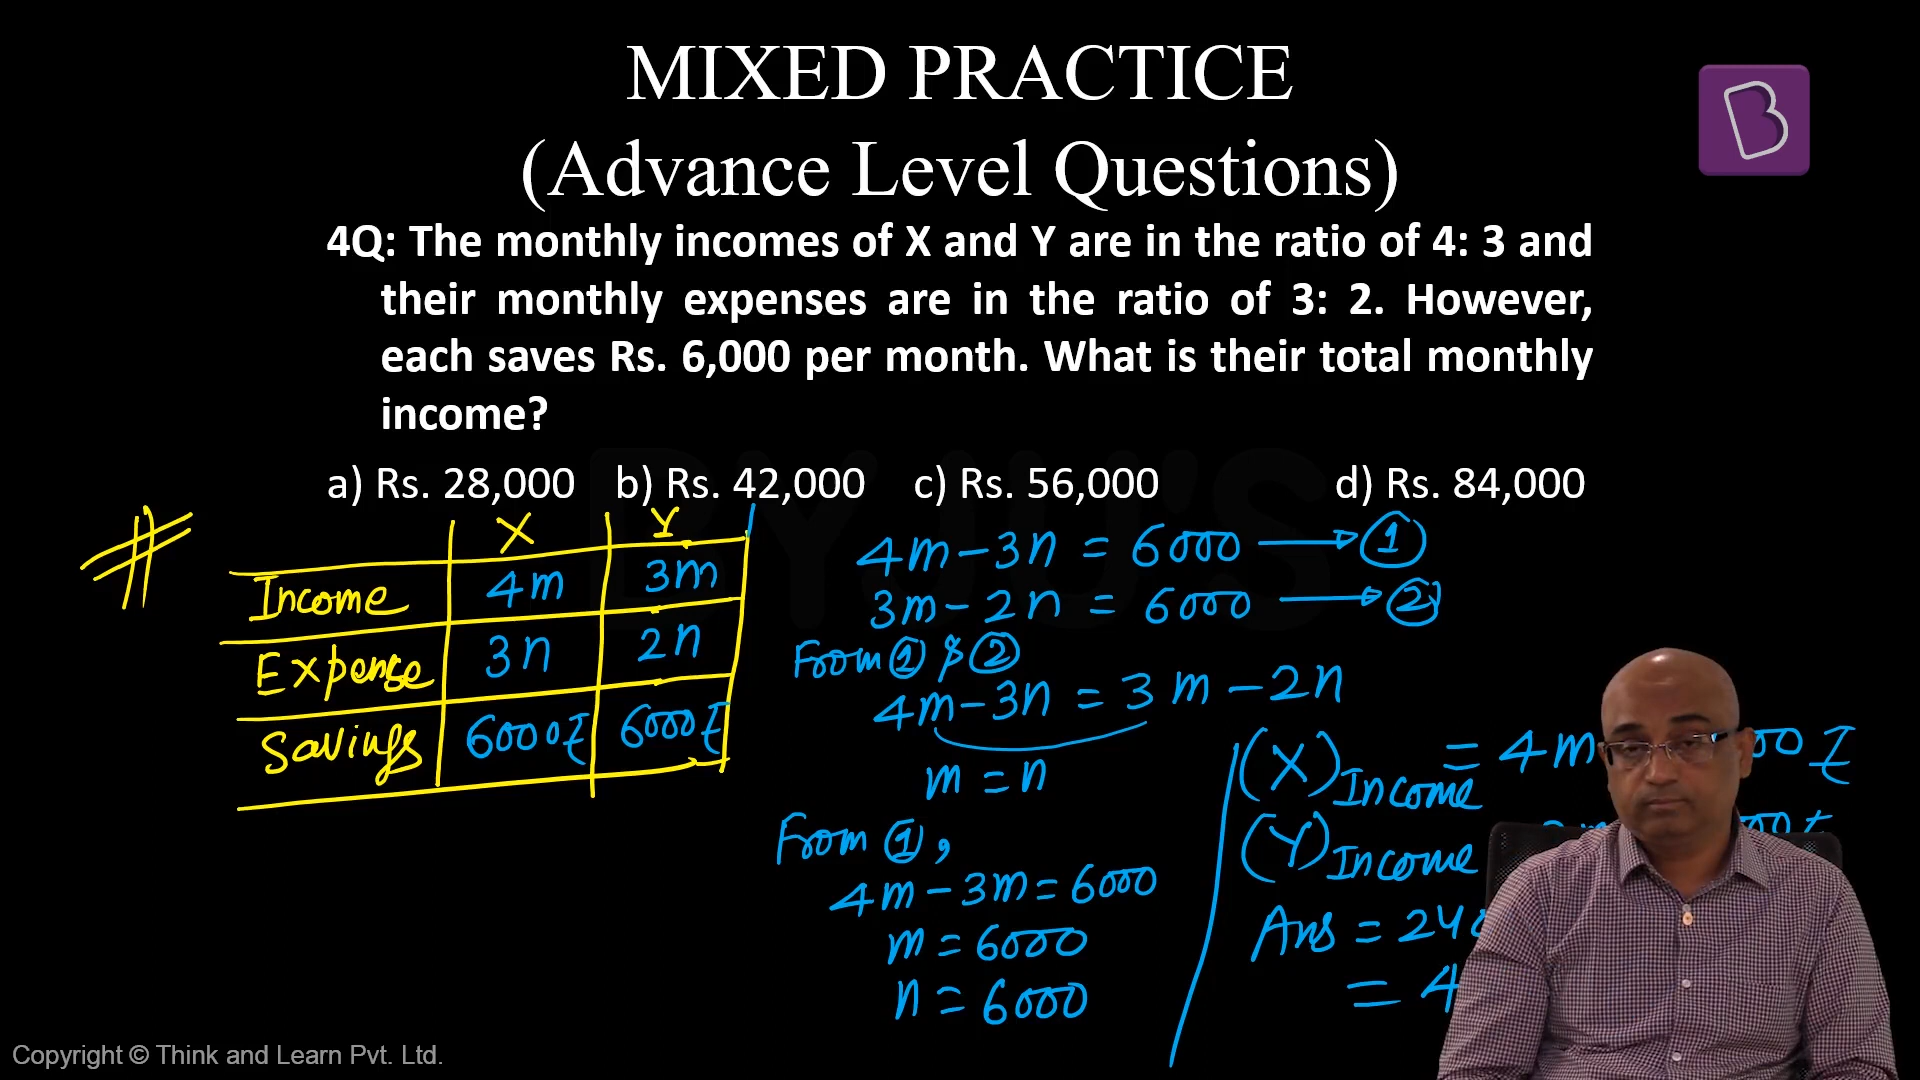 MIXED PRACTICE
(Advance Level Questions)
4Q: The monthly incomes of X and Y are in the ratio of 4: 3 and
their monthly expenses are in the ratio of 3: 2. However,
each saves Rs. 6,000 per month. What is their total monthly
income?
a) Rs. 28,000 b) Rs. 42,000 c) Rs. 56,000 d) Rs. 84,000
X Y
Income 4m 3m
Expense 3n 2n
Savings 6000₹ 6000₹
4m-3n = 6000 → ①
3m-2n = 6000 → ②
From ① & ②
4m-3n = 3m-2n
m = n
From ①,
4m-3m = 6000
m = 6000
n = 6000
(X) Income = 4m
(Y) Income
Ans = 240
= 4
BYJU'S
Copyright © Think and Learn Pvt. Ltd.